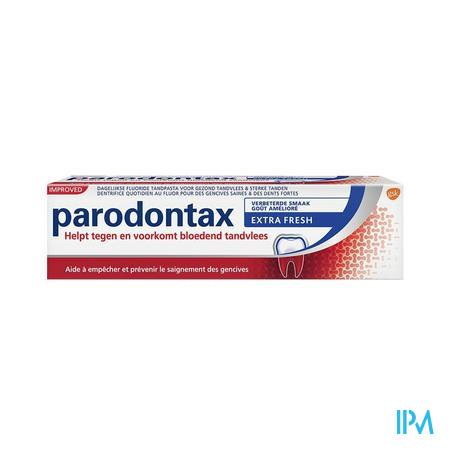 IMPROVED
DAGELIJKSE FLUORIDE TANDPASTA VOOR GEZOND TANDVLEES & STERKE TANDEN
DENTIFRICE QUOTIDIEN AU FLUOR POUR DES GENCIVES SAINES & DES DENTS FORTES
parodontax
VERBETERDE SMAAK
GOÛT AMÉLIORÉ
EXTRA FRESH
gsk
Helpt tegen en voorkomt bloedend tandvlees
Aide à empêcher et prévenir le saignement des gencives
IPM